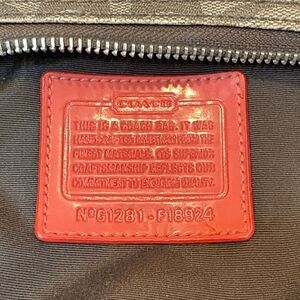 COACH
THIS IS A COACH BAG. IT WAS
HANDCRAFTED FROM THE
FINEST MATERIALS. ITS SUPERIOR
CRAFTSMANSHIP REFLECTS OUR
COMMITMENT TO ENDURING QUALITY.
Nº G1281-F18924